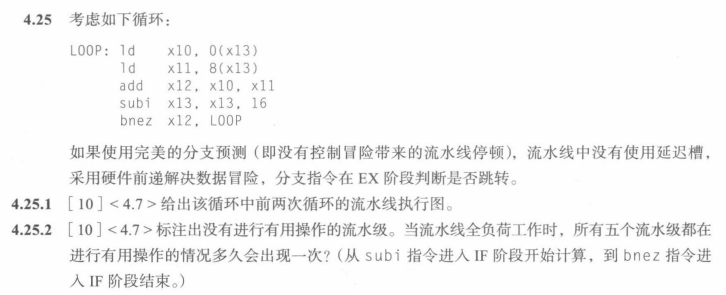 4.25 考虑如下循环：
LOOP: ld x10, 0(x13)
ld x11, 8(x13)
add x12, x10, x11
subi x13, x13, 16
bnez x12, LOOP
如果使用完美的分支预测（即没有控制冒险带来的流水线停顿），流水线中没有使用延迟槽，
采用硬件前递解决数据冒险，分支指令在 EX 阶段判断是否跳转。
4.25.1 ［10］<4.7> 给出该循环中前两次循环的流水线执行图。
4.25.2 ［10］<4.7> 标注出没有进行有用操作的流水级。当流水线全负荷工作时，所有五个流水级都在
进行有用操作的情况多久会出现一次？（从 subi 指令进入 IF 阶段开始计算，到 bnez 指令进
入 IF 阶段结束。）